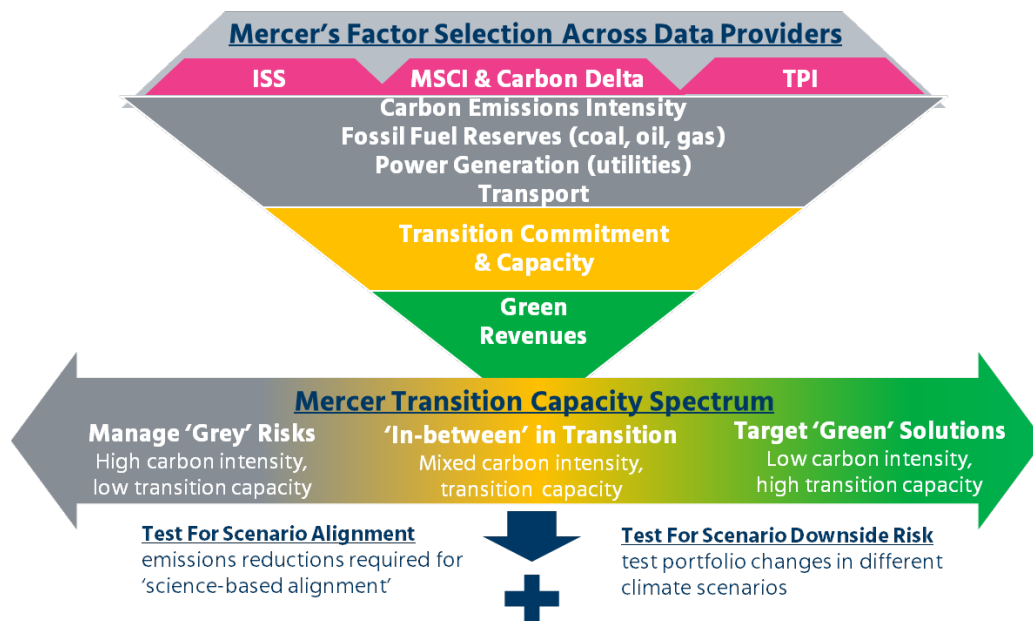 Mercer's Factor Selection Across Data Providers
ISS
MSCI & Carbon Delta
TPI
Carbon Emissions Intensity
Fossil Fuel Reserves (coal, oil, gas)
Power Generation (utilities)
Transport
Transition Commitment
& Capacity
Green
Revenues
Mercer Transition Capacity Spectrum
Manage ‘Grey’ Risks
High carbon intensity,
low transition capacity
‘In-between’ in Transition
Mixed carbon intensity,
transition capacity
Target ‘Green’ Solutions
Low carbon intensity,
high transition capacity
Test For Scenario Alignment
emissions reductions required for
‘science-based alignment’
Test For Scenario Downside Risk
test portfolio changes in different
climate scenarios